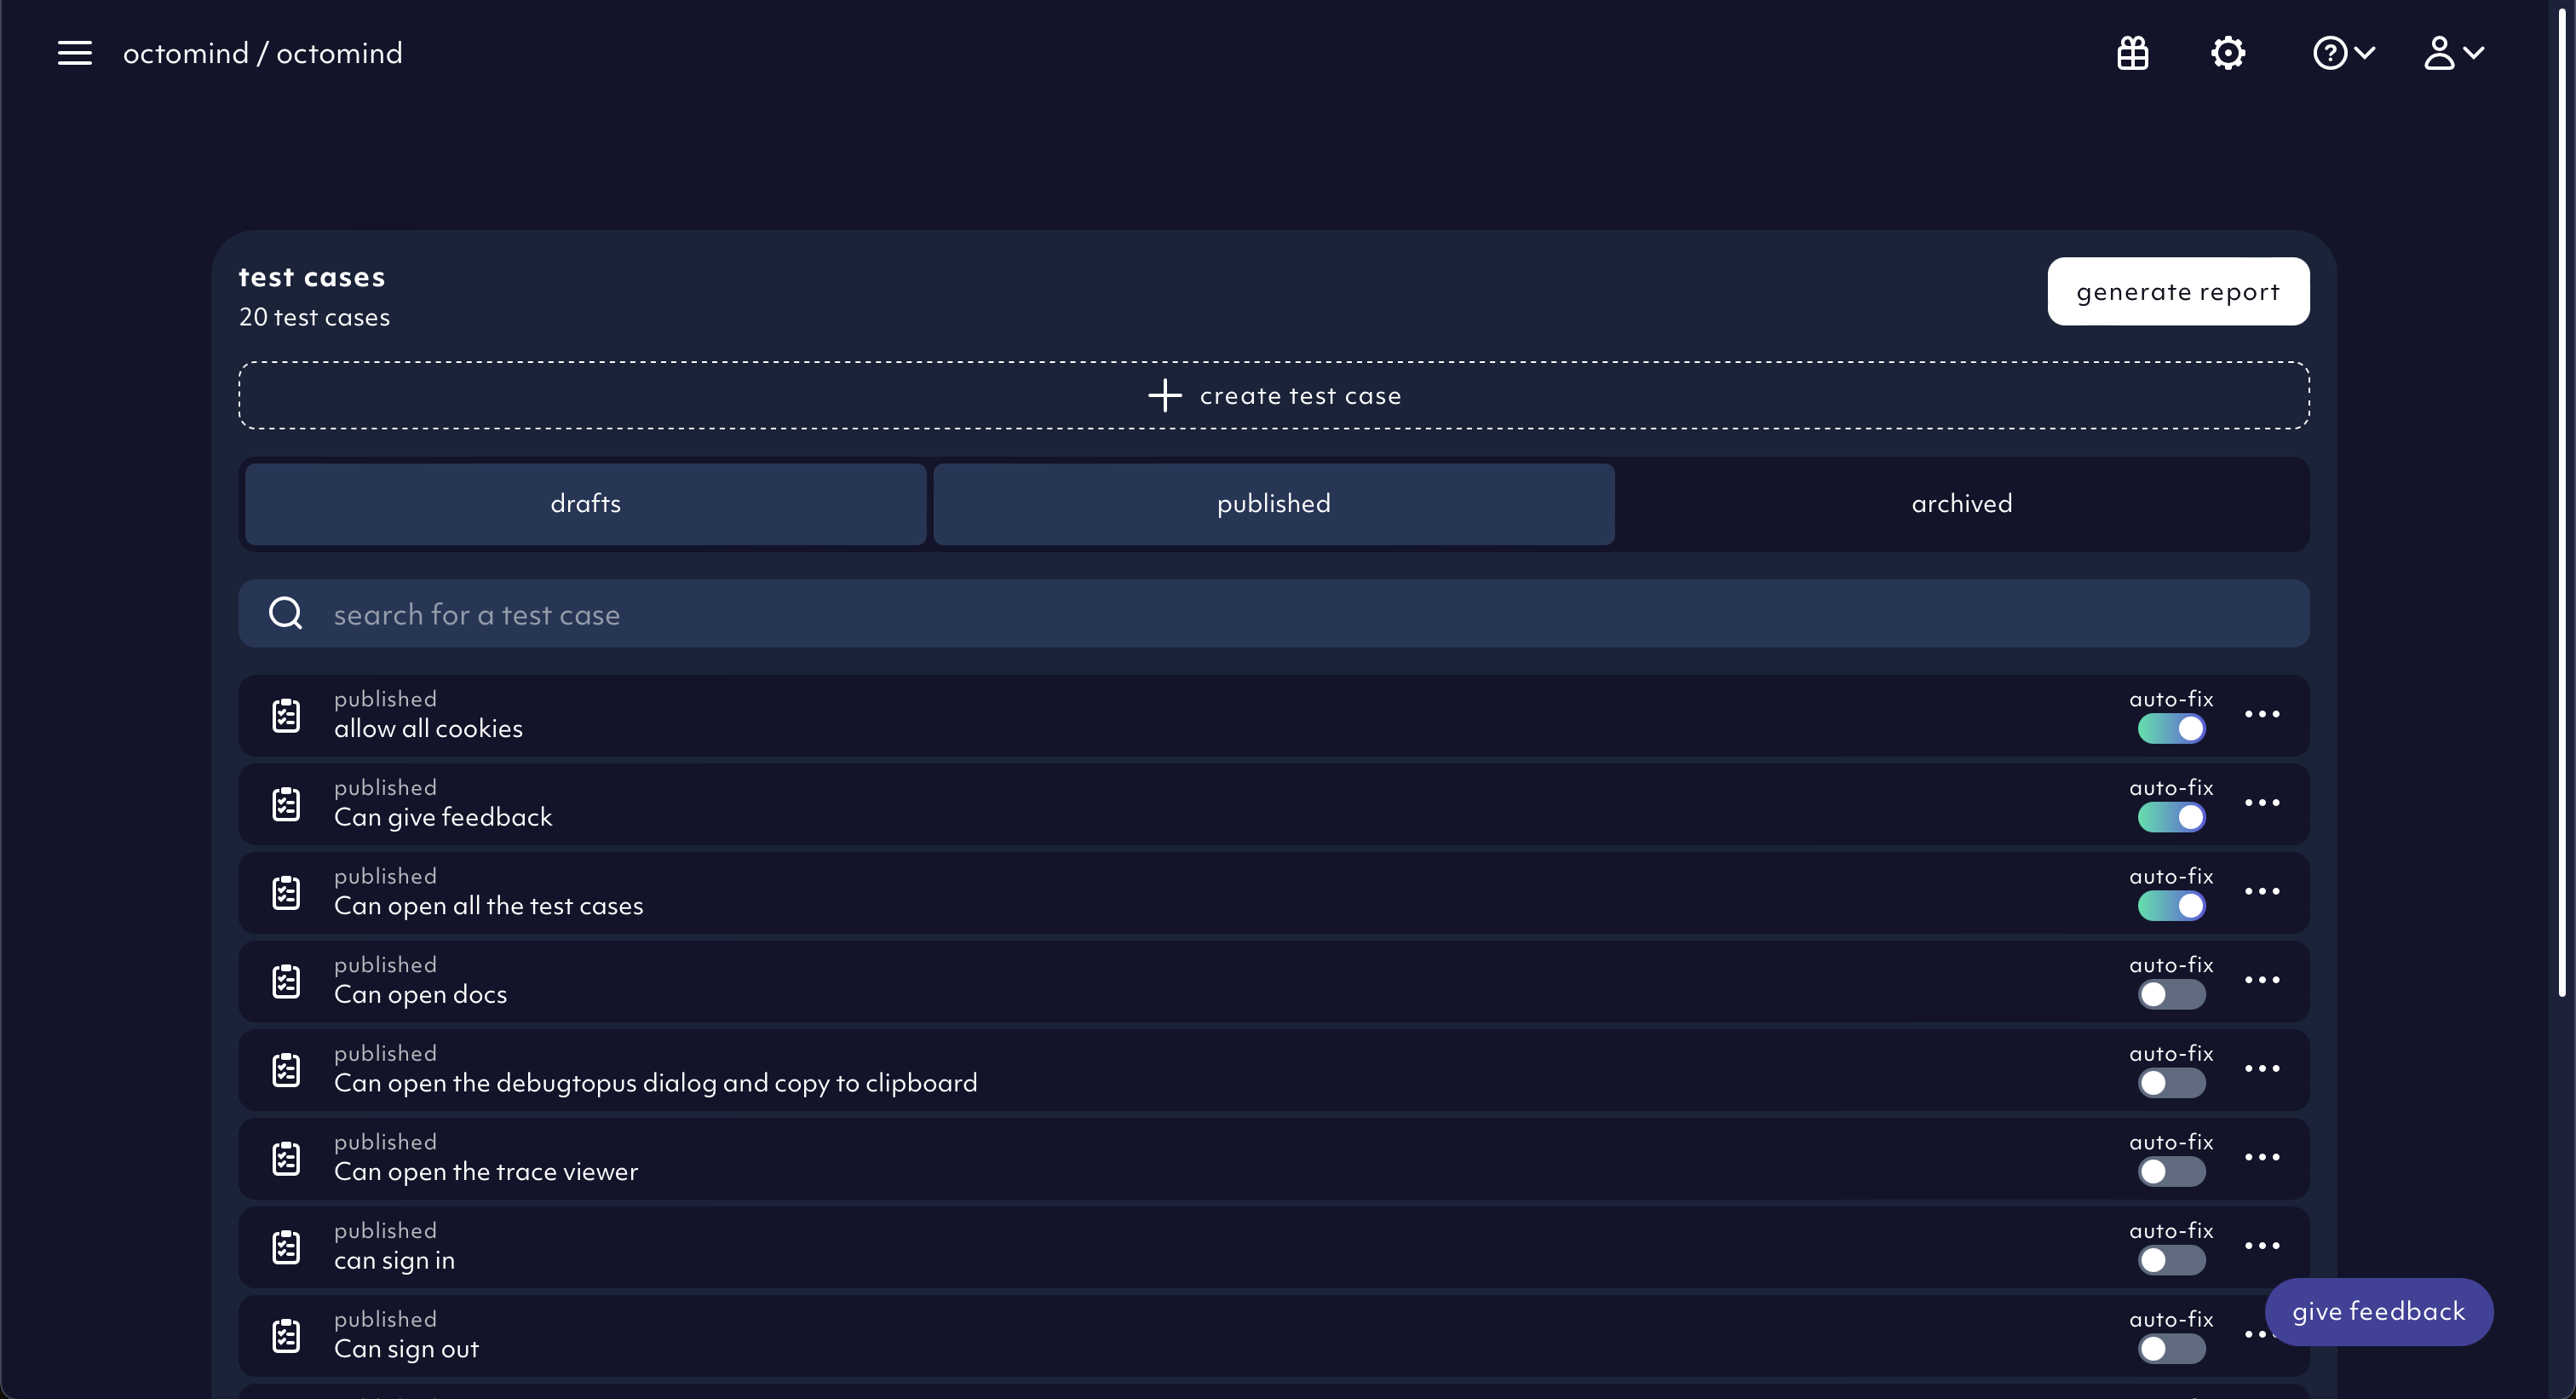 octomind / octomind
test cases
20 test cases
generate report
create test case
drafts
published
archived
search for a test case
published
allow all cookies
auto-fix
published
Can give feedback
auto-fix
published
Can open all the test cases
auto-fix
published
Can open docs
auto-fix
published
Can open the debugtopus dialog and copy to clipboard
auto-fix
published
Can open the trace viewer
auto-fix
published
can sign in
auto-fix
published
Can sign out
auto-fix
give feedback